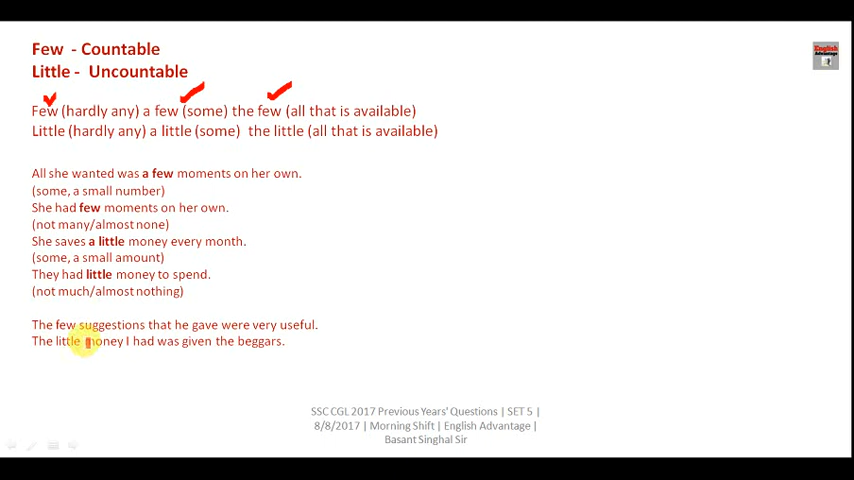 Few - Countable
Little - Uncountable
Few (hardly any) a few (some) the few (all that is available)
Little (hardly any) a little (some) the little (all that is available)
All she wanted was a few moments on her own.
(some, a small number)
She had few moments on her own.
(not many/almost none)
She saves a little money every month.
(some, a small amount)
They had little money to spend.
(not much/almost nothing)
The few suggestions that he gave were very useful.
The little money I had was given the beggars.
SSC CGL 2017 Previous Years' Questions | SET 5 |
8/8/2017 | Morning Shift | English Advantage |
Basant Singhal Sir
English
Advantage